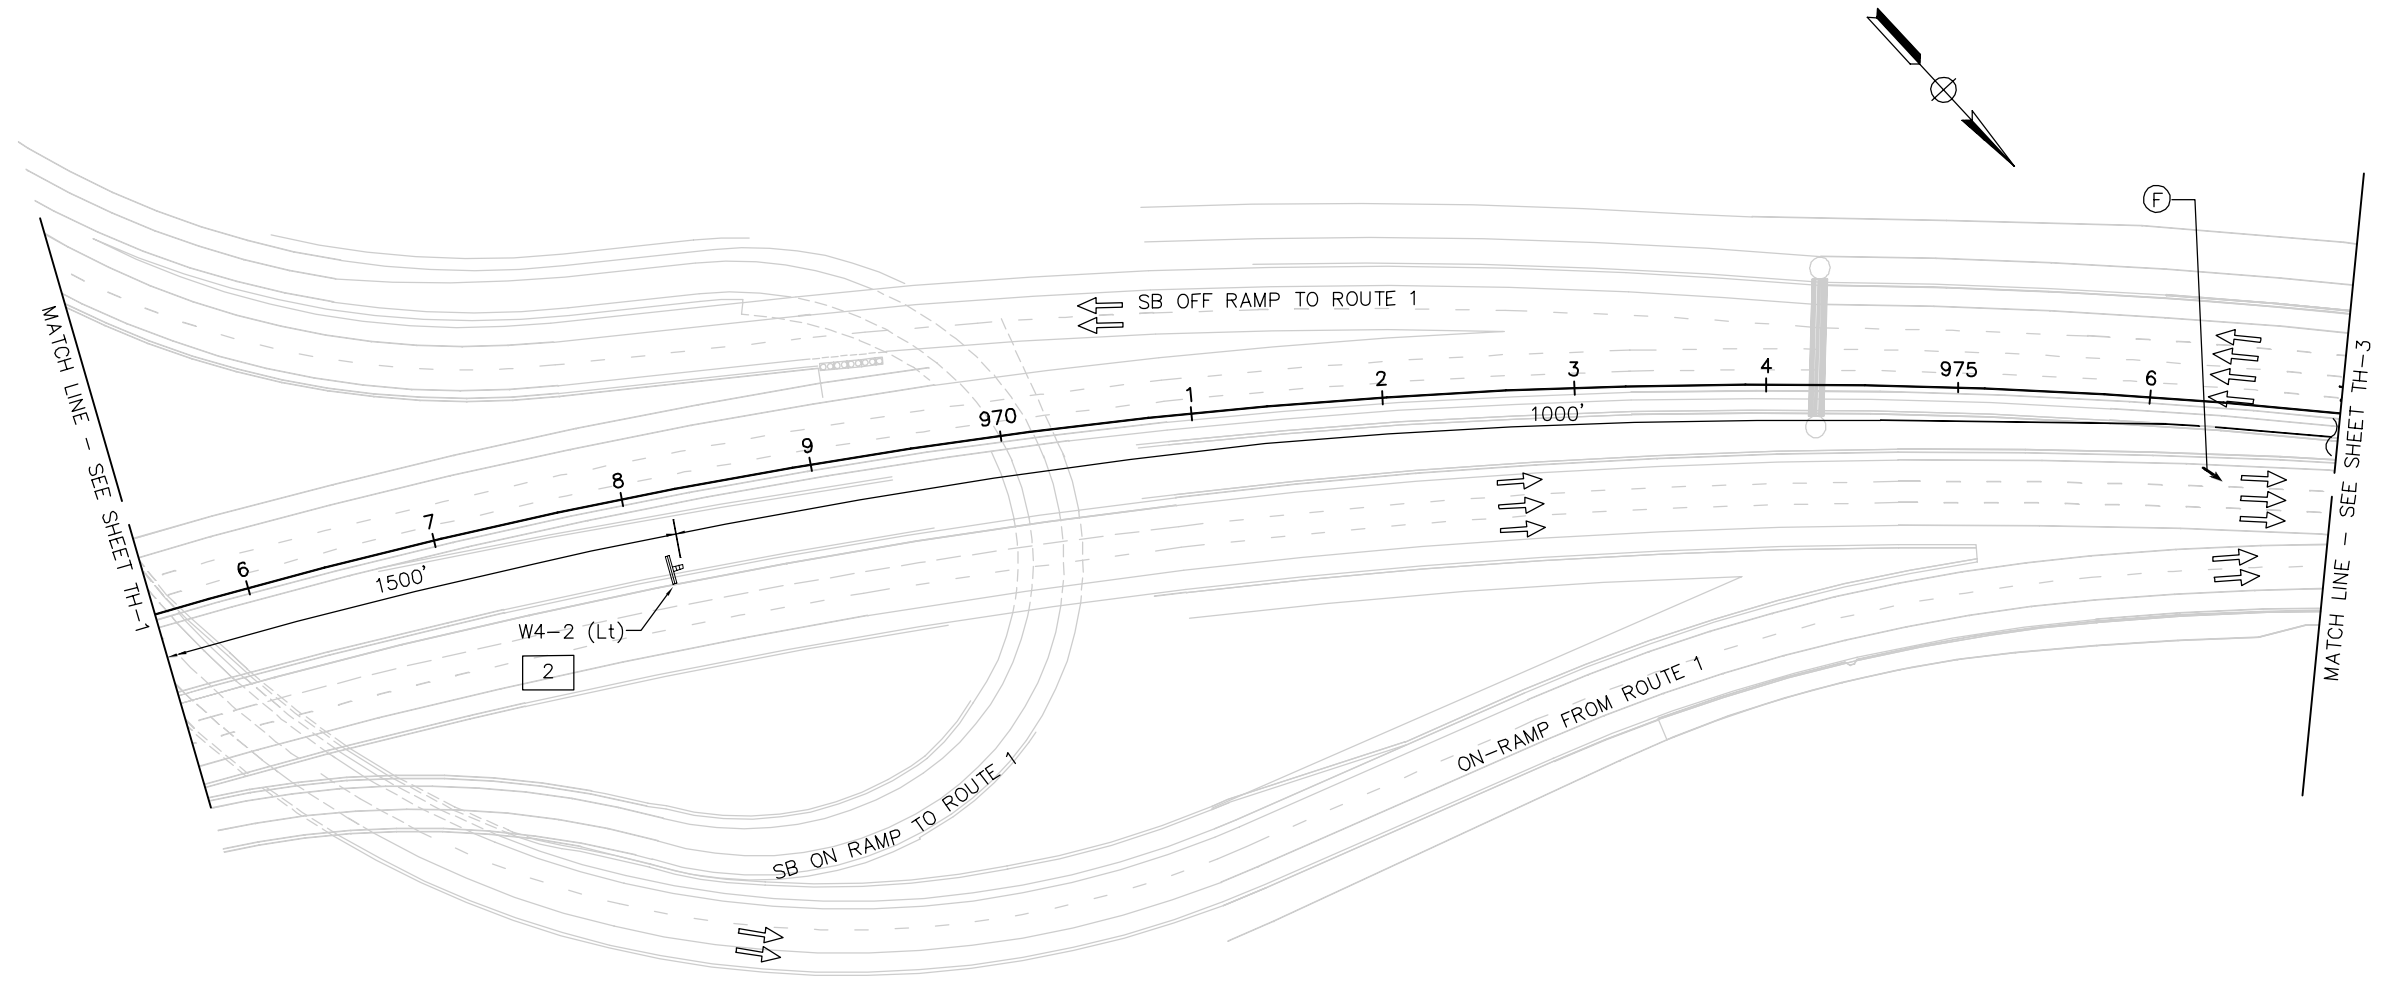 F
SB OFF RAMP TO ROUTE 1
MATCH LINE - SEE SHEET TH-1
MATCH LINE - SEE SHEET TH-3
6
7
8
9
970
1
2
3
4
975
6
1000'
1500'
W4-2 (Lt)
2
ON-RAMP FROM ROUTE 1
SB ON RAMP TO ROUTE 1